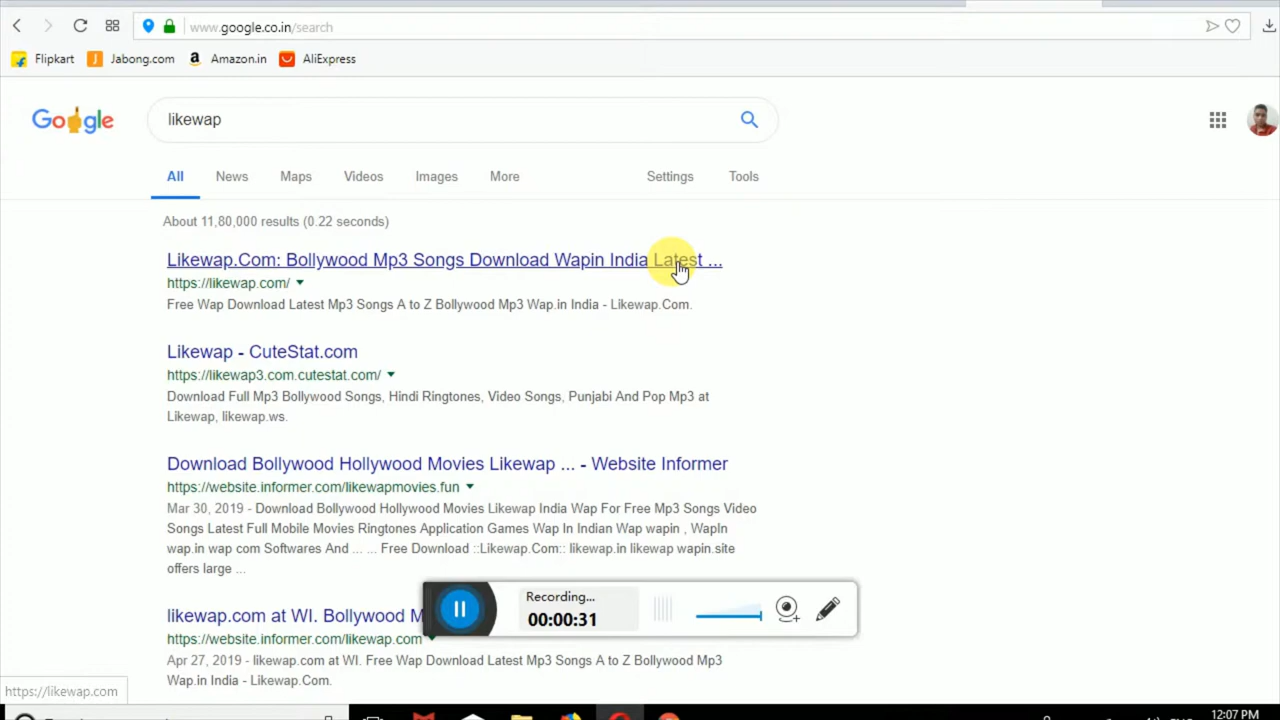 www.google.co.in/search
Flipkart
Jabong.com
Amazon.in
AliExpress
Google
likewap
All
News
Maps
Videos
Images
More
Settings
Tools
About 11,80,000 results (0.22 seconds)
Likewap.Com: Bollywood Mp3 Songs Download Wapin India Latest ...
https://likewap.com/
Free Wap Download Latest Mp3 Songs A to Z Bollywood Mp3 Wap.in India - Likewap.Com.
Likewap - CuteStat.com
https://likewap3.com.cutestat.com/
Download Full Mp3 Bollywood Songs, Hindi Ringtones, Video Songs, Punjabi And Pop Mp3 at
Likewap, likewap.ws.
Download Bollywood Hollywood Movies Likewap ... - Website Informer
https://website.informer.com/likewapmovies.fun
Mar 30, 2019 - Download Bollywood Hollywood Movies Likewap India Wap For Free Mp3 Songs Video
Songs Latest Full Mobile Movies Ringtones Application Games Wap In Indian Wap wapin , WapIn
wap.in wap com Softwares And ... ... Free Download ::Likewap.Com:: likewap.in likewap wapin.site
offers large ...
Recording...
00:00:31
likewap.com at WI. Bollywood M
https://website.informer.com/likewap.com
Apr 27, 2019 - likewap.com at WI. Free Wap Download Latest Mp3 Songs A to Z Bollywood Mp3
Wap.in India - Likewap.Com.
https://likewap.com
12:07 PM